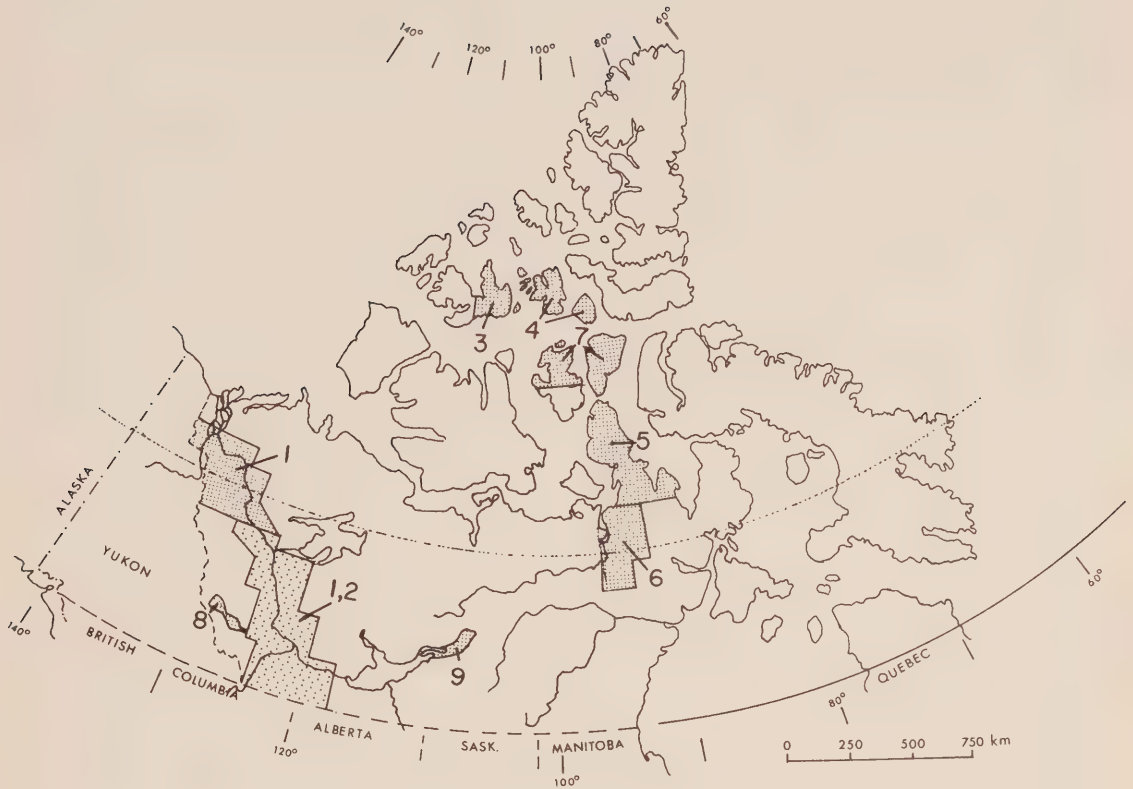 140°
120°
100°
80°
60°
3
4
7
1
5
ALASKA
YUKON
6
1,2
8
9
140°
BRITISH
COLUMBIA
120°
ALBERTA
SASK.
MANITOBA
100°
80°
QUEBEC
60°
0 250 500 750 km